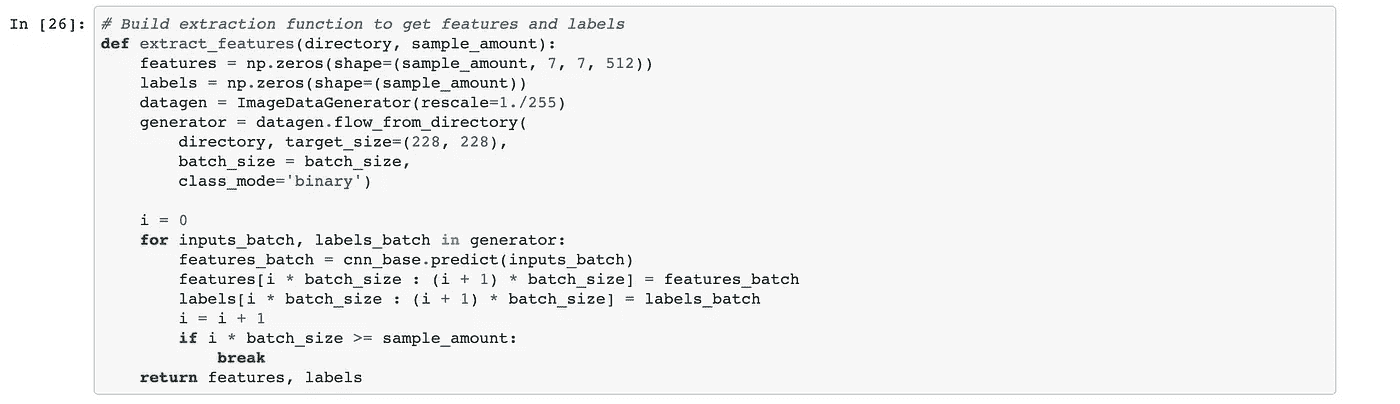 In [26]: # Build extraction function to get features and labels
def extract_features(directory, sample_amount):
    features = np.zeros(shape=(sample_amount, 7, 7, 512))
    labels = np.zeros(shape=(sample_amount))
    datagen = ImageDataGenerator(rescale=1./255)
    generator = datagen.flow_from_directory(
        directory, target_size=(228, 228),
        batch_size = batch_size,
        class_mode='binary')
    i = 0
    for inputs_batch, labels_batch in generator:
        features_batch = cnn_base.predict(inputs_batch)
        features[i * batch_size : (i + 1) * batch_size] = features_batch
        labels[i * batch_size : (i + 1) * batch_size] = labels_batch
        i = i + 1
        if i * batch_size >= sample_amount:
            break
    return features, labels